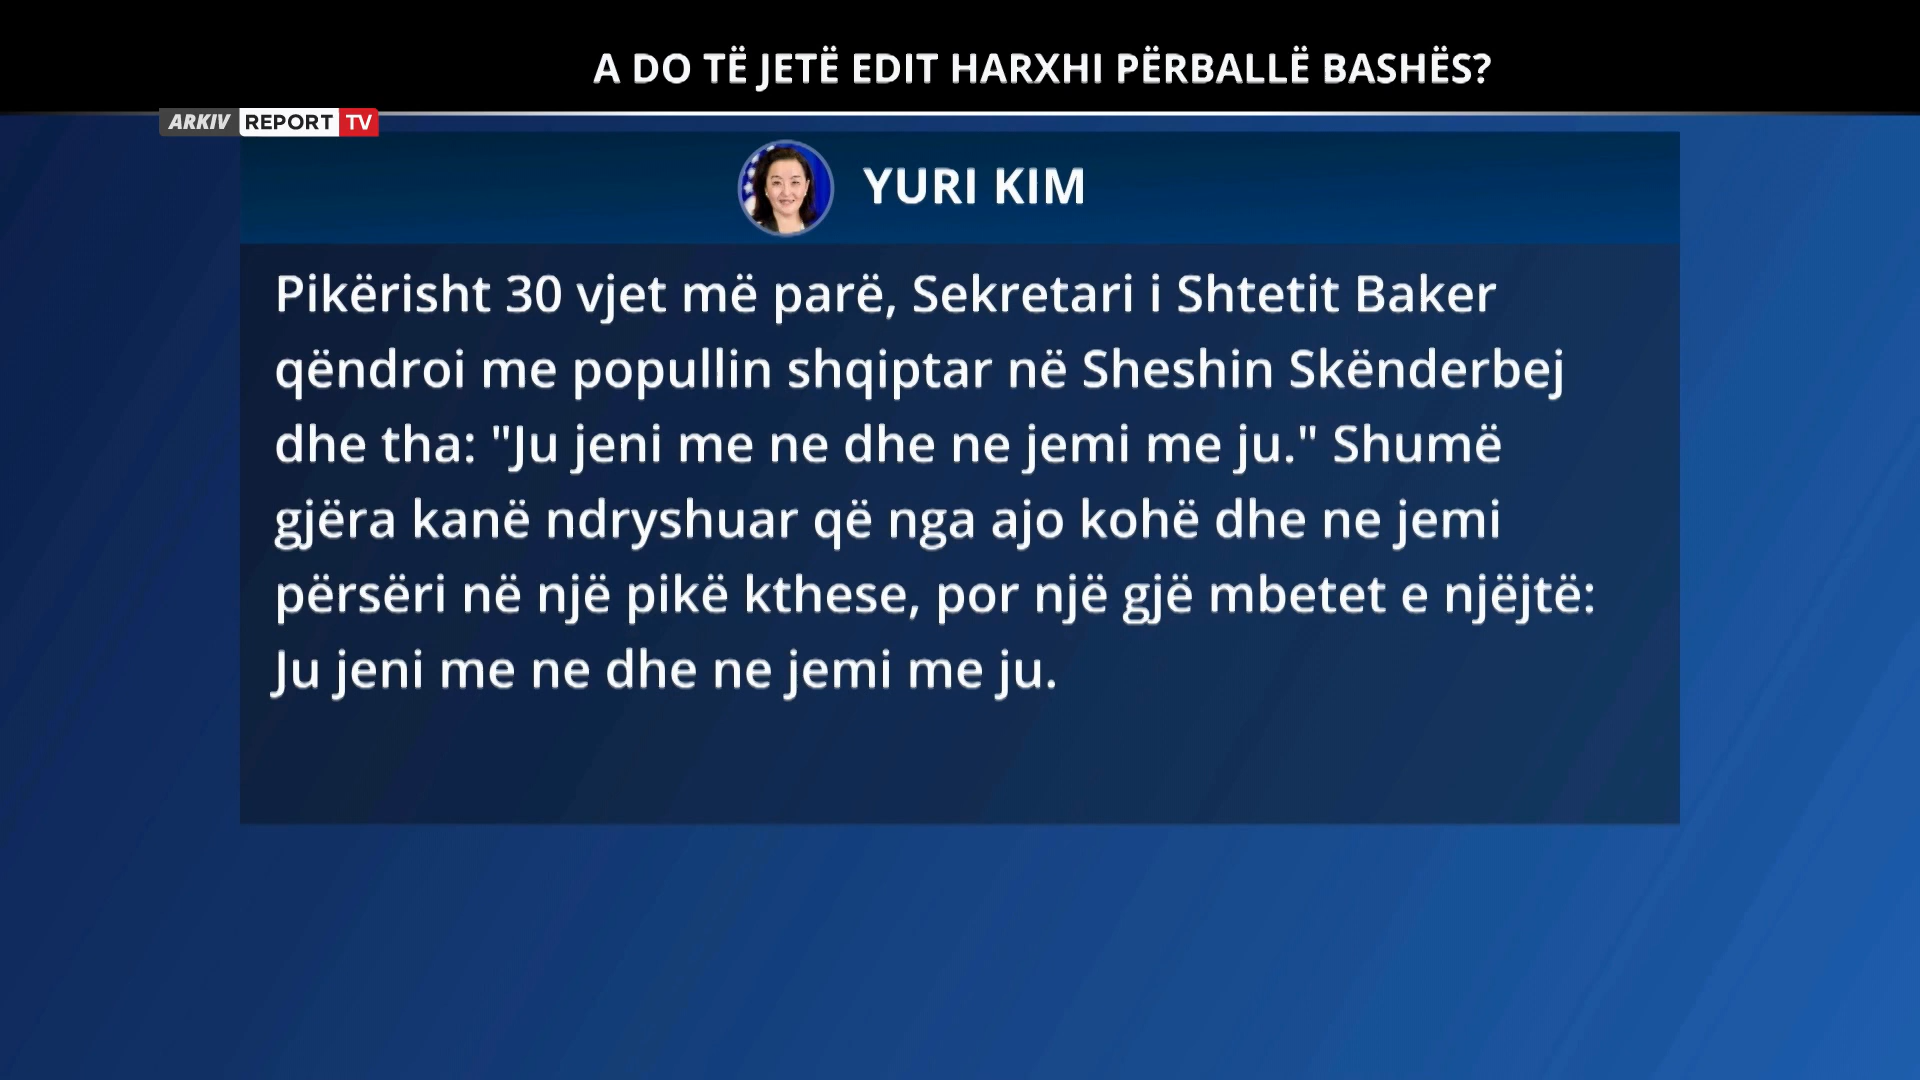 A DO TË JETË EDIT HARXHI PËRBALLË BASHËS?
ARKIV REPORT TV
YURI KIM
Pikërisht 30 vjet më parë, Sekretari i Shtetit Baker
qëndroi me popullin shqiptar në Sheshin Skënderbej
dhe tha: "Ju jeni me ne dhe ne jemi me ju." Shumë
gjëra kanë ndryshuar që nga ajo kohë dhe ne jemi
përsëri në një pikë kthese, por një gjë mbetet e njëjtë:
Ju jeni me ne dhe ne jemi me ju.